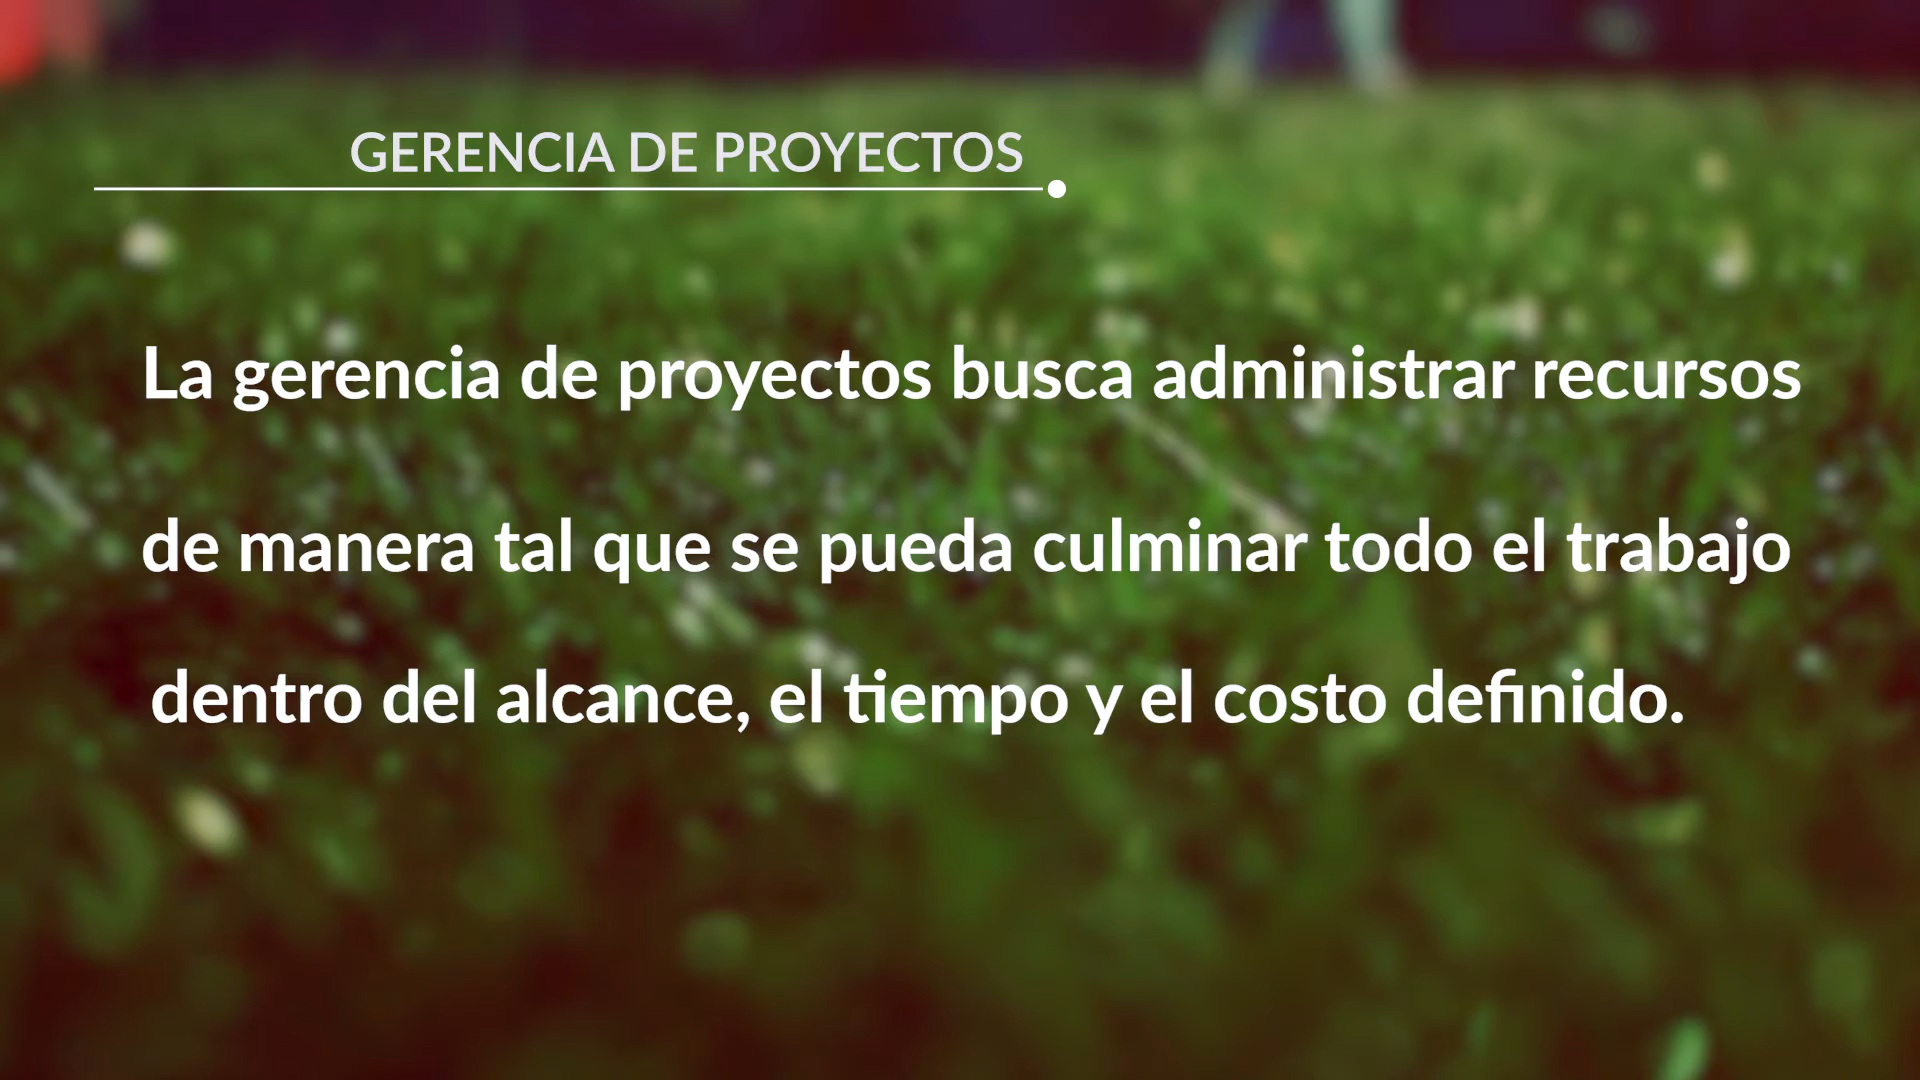 GERENCIA DE PROYECTOS
La gerencia de proyectos busca administrar recursos
de manera tal que se pueda culminar todo el trabajo
dentro del alcance, el tiempo y el costo definido.